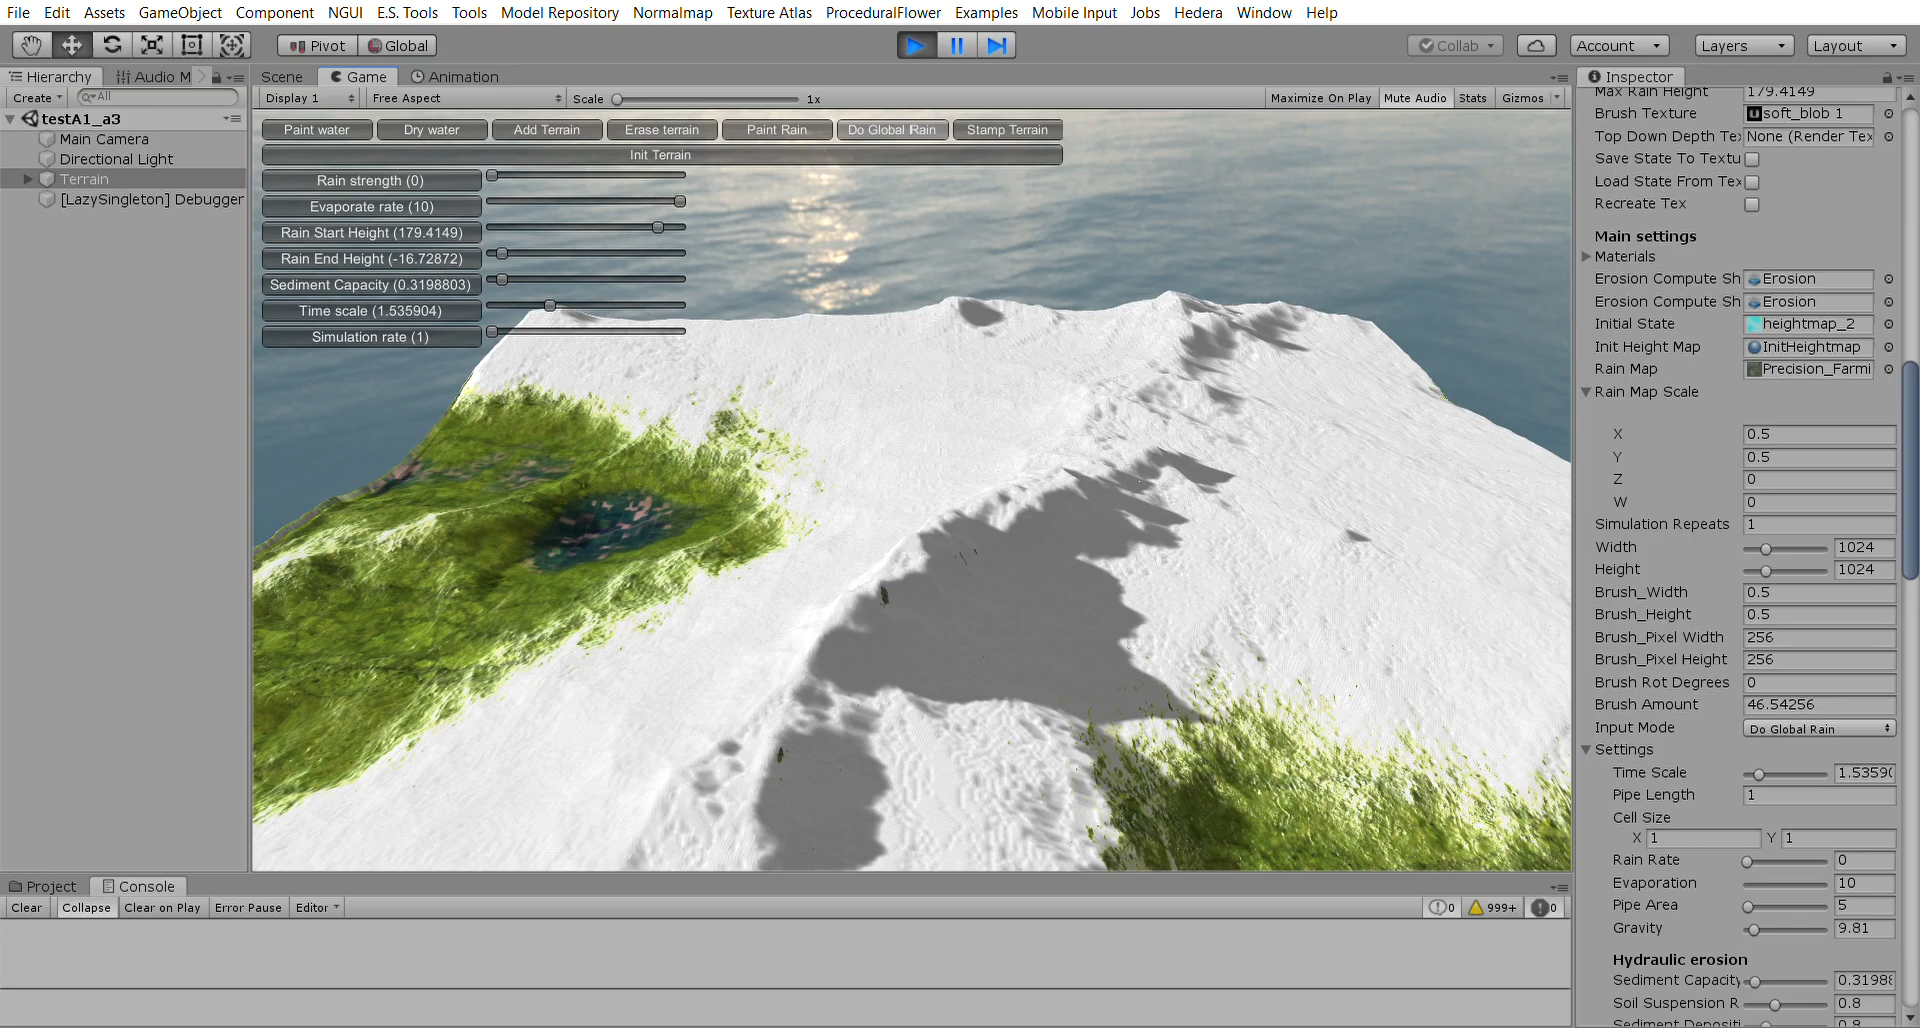 File Edit Assets GameObject Component NGUI E.S. Tools Tools Model Repository Normalmap Texture Atlas ProceduralFlower Examples Mobile Input Jobs Hedera Window Help
Pivot Global Collab Account Layers Layout
Hierarchy Audio M Scene Game Animation Inspector
Create All Display 1 Free Aspect Scale 1x Maximize On Play Mute Audio Stats Gizmos
testA1_a3
Main Camera
Directional Light
Terrain
[LazySingleton] Debugger
Paint water Dry water Add Terrain Erase terrain Paint Rain Do Global Rain Stamp Terrain
Init Terrain
Rain strength (0)
Evaporate rate (10)
Rain Start Height (179.4149)
Rain End Height (-16.72872)
Sediment Capacity (0.3198803)
Time scale (1.535904)
Simulation rate (1)
Max Rain Height 179.4149
Brush Texture soft_blob 1
Top Down Depth Te None (Render Tex
Save State To Textu
Load State From Tex
Recreate Tex
Main settings
Materials
Erosion Compute Sh Erosion
Erosion Compute Sh Erosion
Initial State heightmap_2
Init Height Map InitHeightmap
Rain Map Precision_Farmi
Rain Map Scale
X 0.5
Y 0.5
Z 0
W 0
Simulation Repeats 1
Width 1024
Height 1024
Brush_Width 0.5
Brush_Height 0.5
Brush_Pixel Width 256
Brush_Pixel Height 256
Brush Rot Degrees 0
Brush Amount 46.54256
Input Mode Do Global Rain
Settings
Time Scale 1.5359
Pipe Length 1
Cell Size
X 1 Y 1
Rain Rate 0
Evaporation 10
Pipe Area 5
Gravity 9.81
Hydraulic erosion
Sediment Capacity 0.3198
Soil Suspension R 0.8
Sediment Depositi 0.8
Project Console
Clear Collapse Clear on Play Error Pause Editor 0 999+ 0